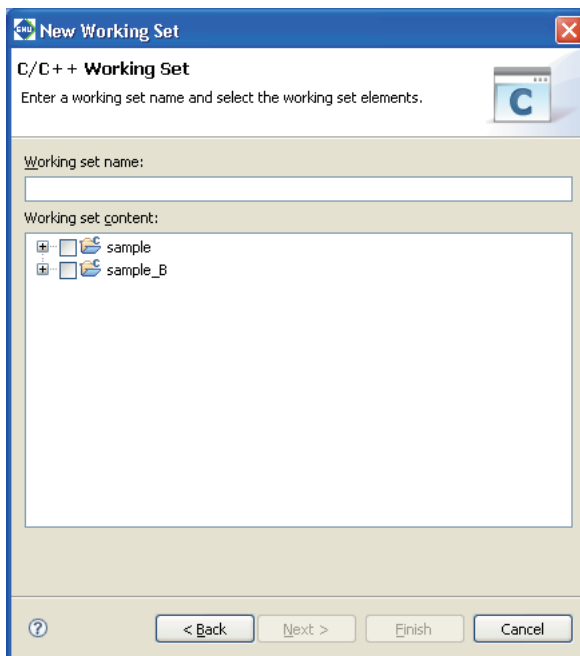 GNU New Working Set
C/C++ Working Set
Enter a working set name and select the working set elements.
C
Working set name:
Working set content:
C sample
C sample_B
?
< Back Next > Finish Cancel